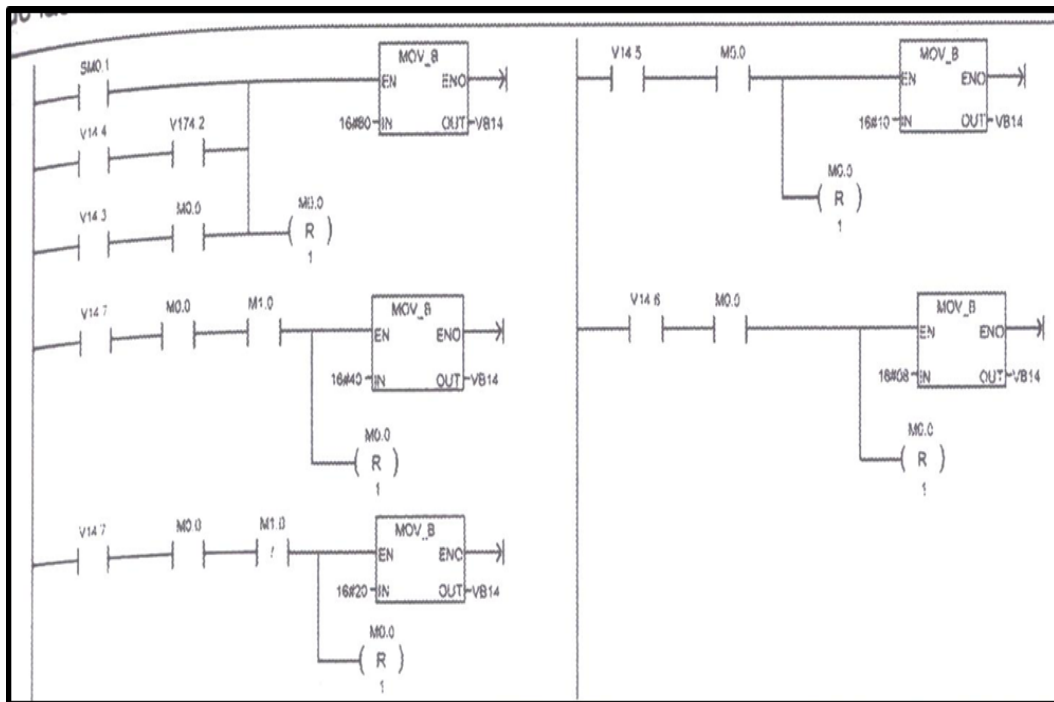 SM0.1
MOV_B
EN ENO
V14.4 V174.2
16#80 IN OUT VB14
V14.3 M0.0
M0.0
R
1
V14.7 M0.0 M1.0
MOV_B
EN ENO
16#40 IN OUT VB14
M0.0
R
1
V14.7 M0.0 M1.0
/
MOV_B
EN ENO
16#20 IN OUT VB14
M0.0
R
1
V14.5 M0.0
MOV_B
EN ENO
16#10 IN OUT VB14
M0.0
R
1
V14.6 M0.0
MOV_B
EN ENO
16#08 IN OUT VB14
M0.0
R
1